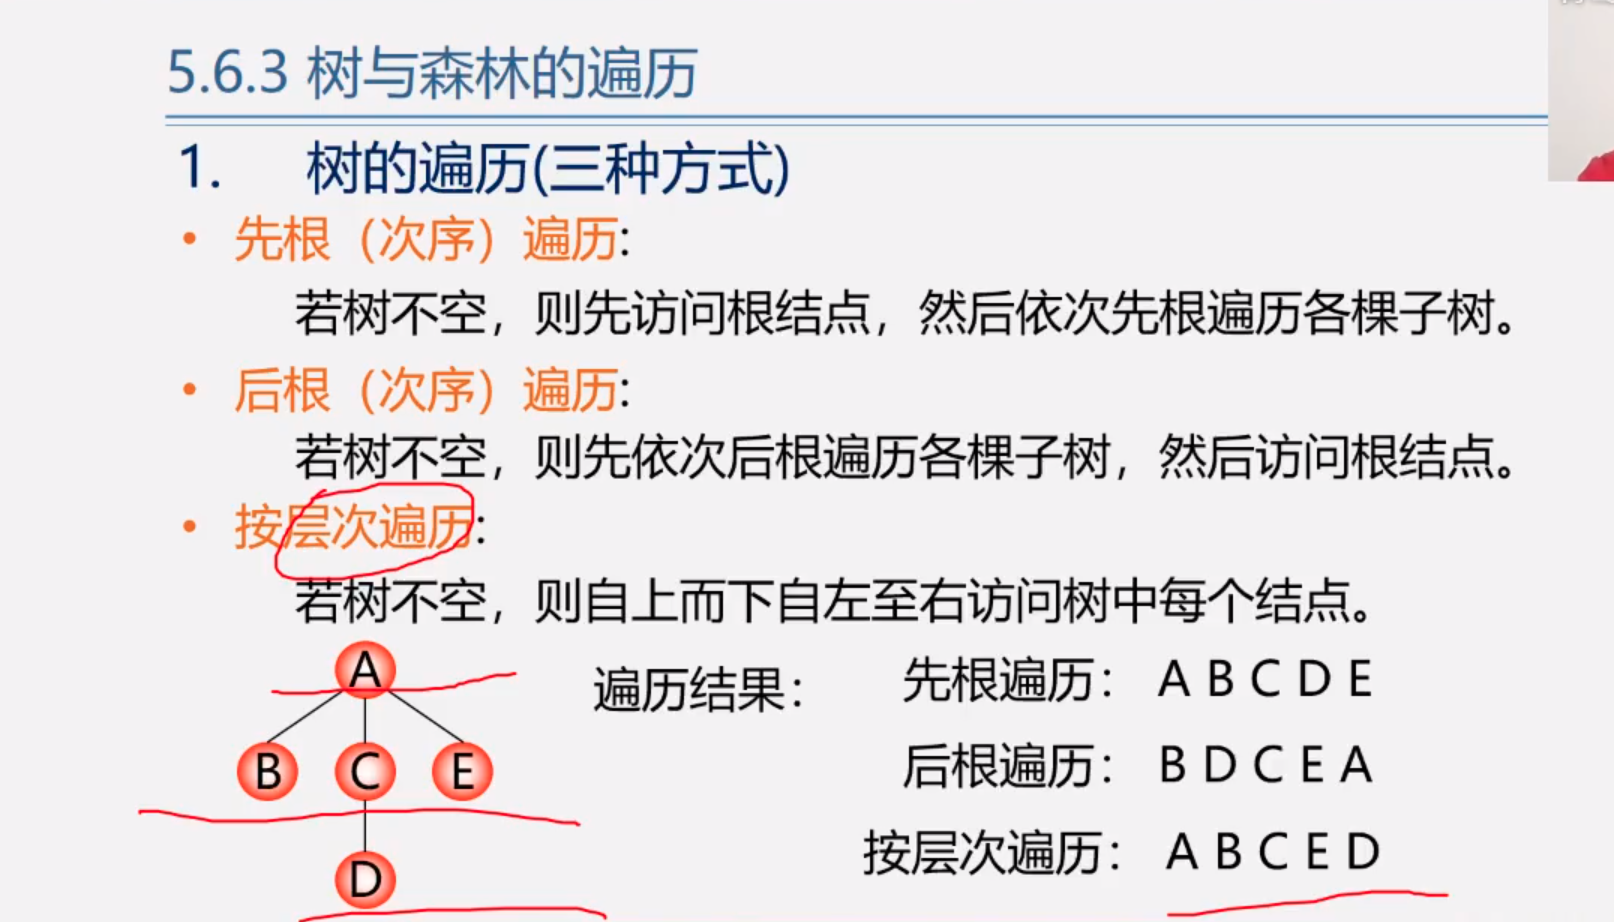 5.6.3 树与森林的遍历
1. 树的遍历(三种方式)
• 先根（次序）遍历:
若树不空，则先访问根结点，然后依次先根遍历各棵子树。
• 后根（次序）遍历:
若树不空，则先依次后根遍历各棵子树，然后访问根结点。
• 按层次遍历:
若树不空，则自上而下自左至右访问树中每个结点。
A
B C E
D
遍历结果：
先根遍历： A B C D E
后根遍历： B D C E A
按层次遍历： A B C E D